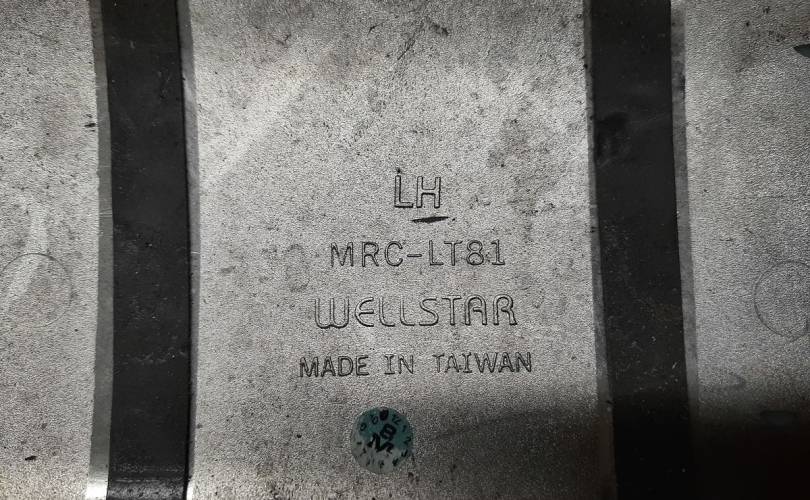 LH
MRC-LT81
WELLSTAR
MADE IN TAIWAN